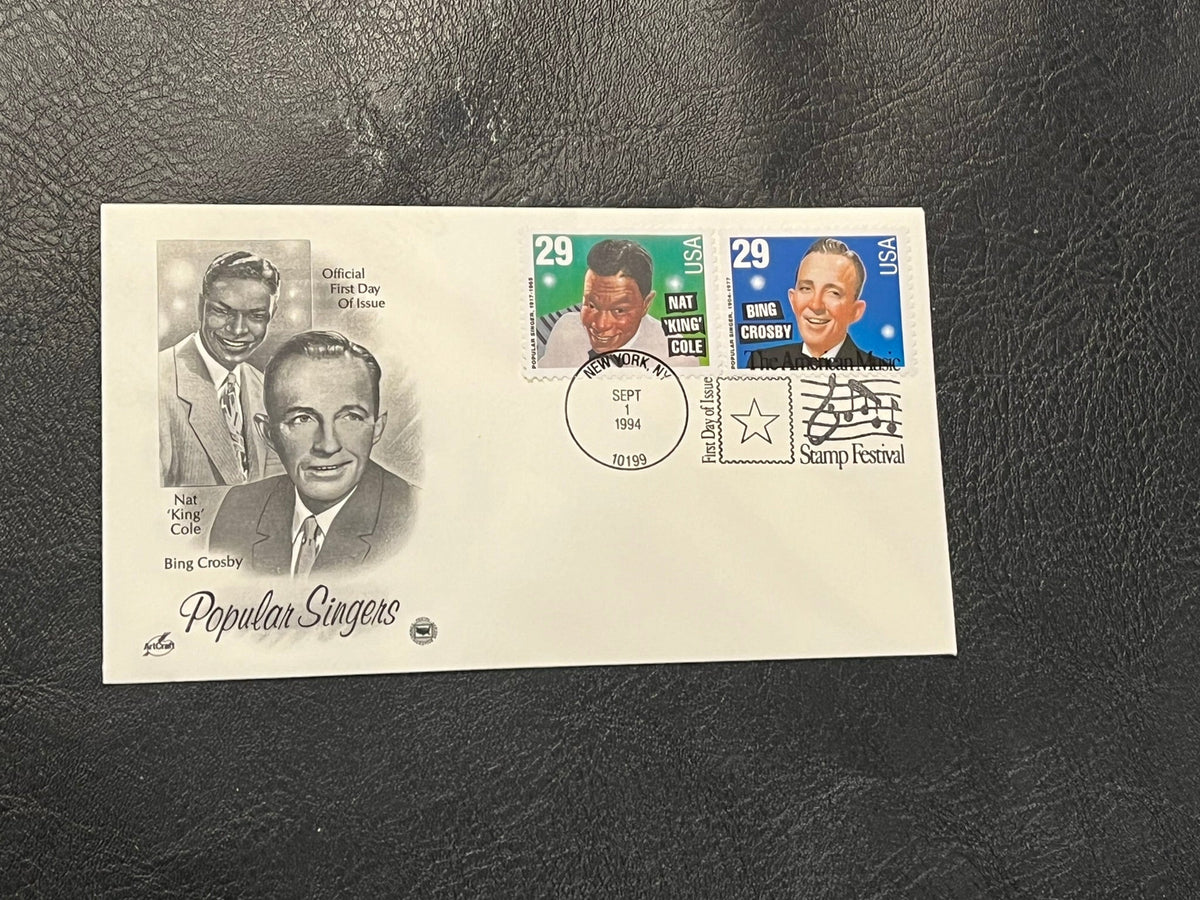 Official
First Day
Of Issue
Nat
'King'
Cole
Bing Crosby
Popular Singers
ArtCraft
29
USA
NAT
'KING'
COLE
POPULAR SINGER, 1917-1965
29
USA
BING
CROSBY
POPULAR SINGER, 1904-1977
NEW YORK, NY
SEPT
1
1994
10199
First Day of Issue
The American Music
Stamp Festival